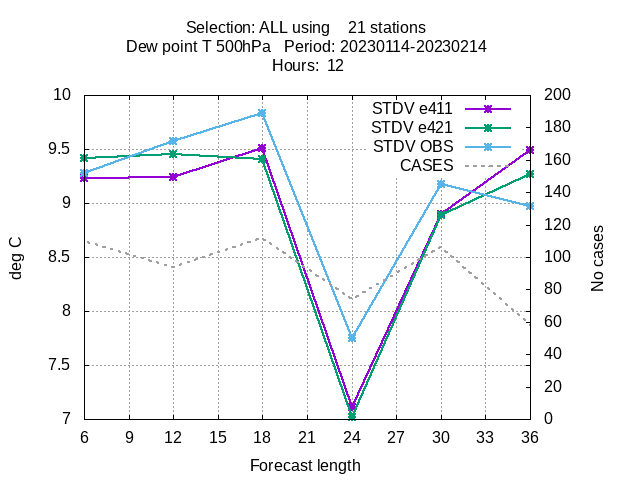 Selection: ALL using 21 stations
Dew point T 500hPa Period: 20230114-20230214
Hours: 12
STDV e411
STDV e421
STDV OBS
CASES
10
9.5
9
8.5
8
7.5
7
deg C
200
180
160
140
120
100
80
60
40
20
0
No cases
6 9 12 15 18 21 24 27 30 33 36
Forecast length